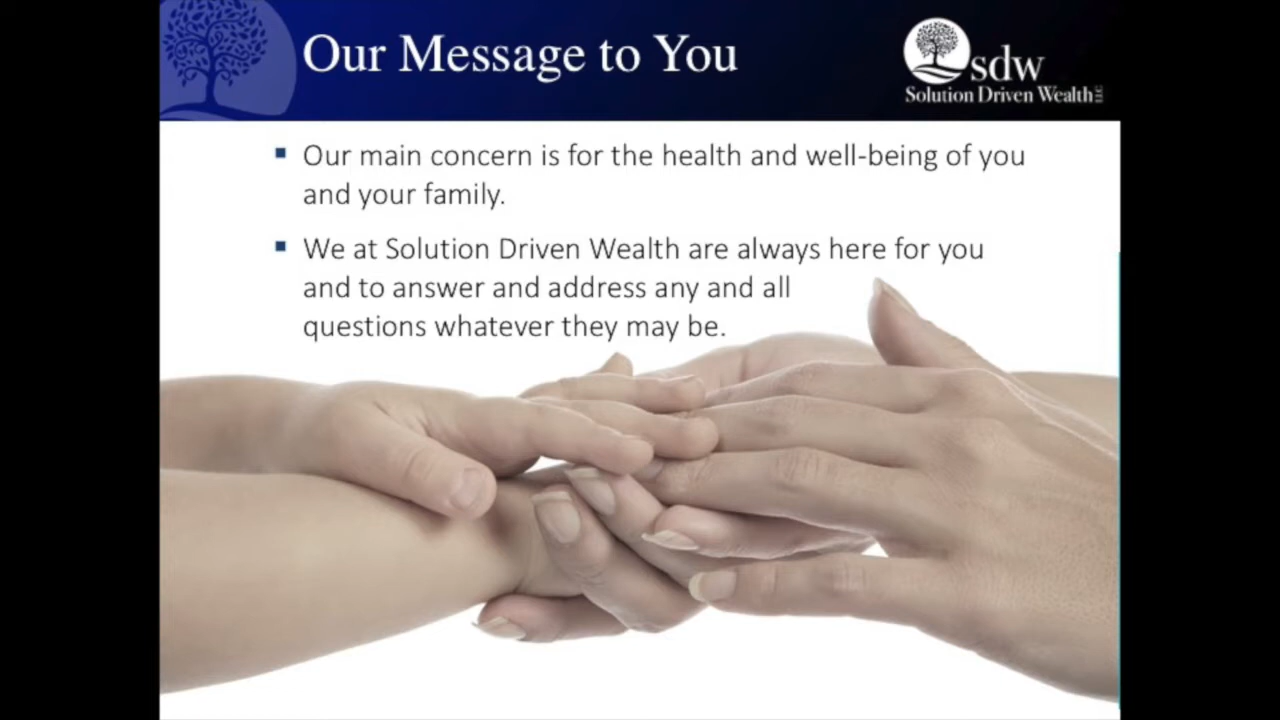 Our Message to You
sdw
Solution Driven Wealth LLC
Our main concern is for the health and well-being of you
and your family.
We at Solution Driven Wealth are always here for you
and to answer and address any and all
questions whatever they may be.